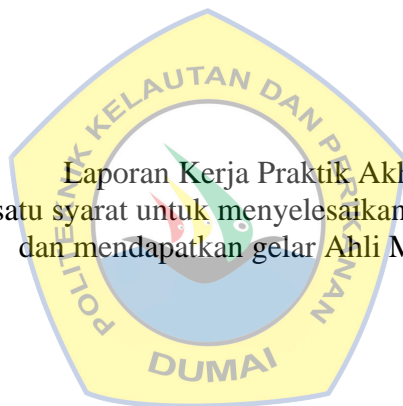 POLITEKNIK KELAUTAN DAN PERIKANAN
Laporan Kerja Praktik Akh
satu syarat untuk menyelesaikan
dan mendapatkan gelar Ahli M
DUMAI